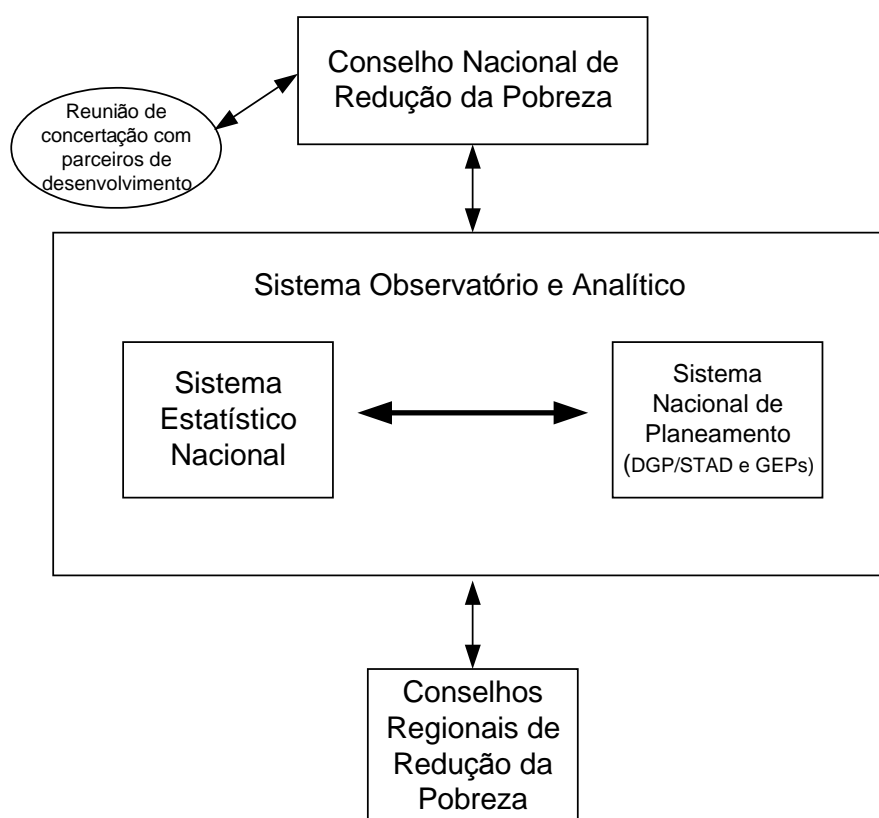 Conselho Nacional de
Redução da Pobreza
Reunião de
concertação com
parceiros de
desenvolvimento
Sistema Observatório e Analítico
Sistema
Estatístico
Nacional
Sistema
Nacional de
Planeamento
(DGP/STAD e GEPs)
Conselhos
Regionais de
Redução da
Pobreza